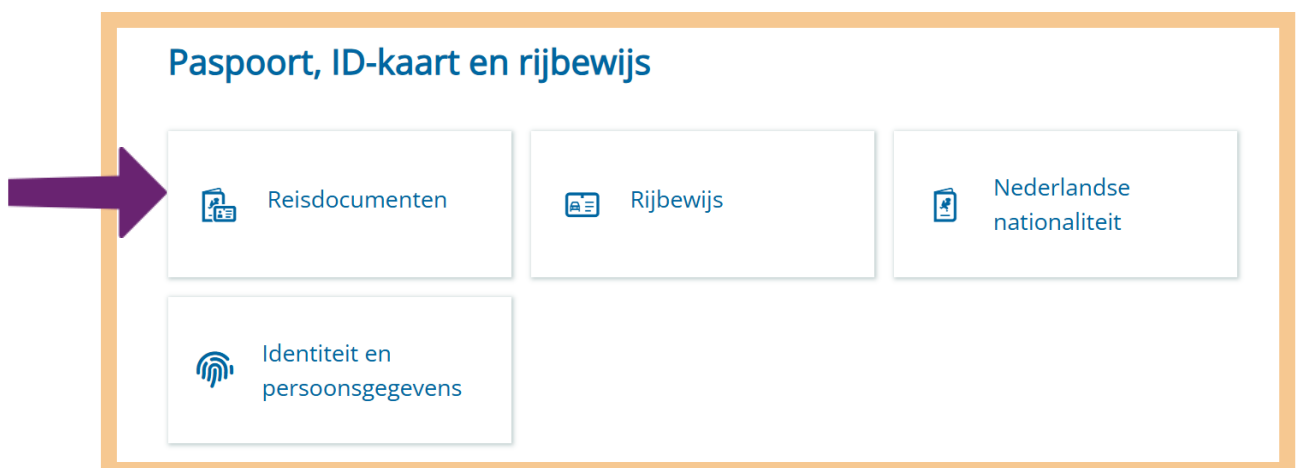 Paspoort, ID-kaart en rijbewijs
Reisdocumenten
Rijbewijs
Nederlandse
nationaliteit
Identiteit en
persoonsgegevens